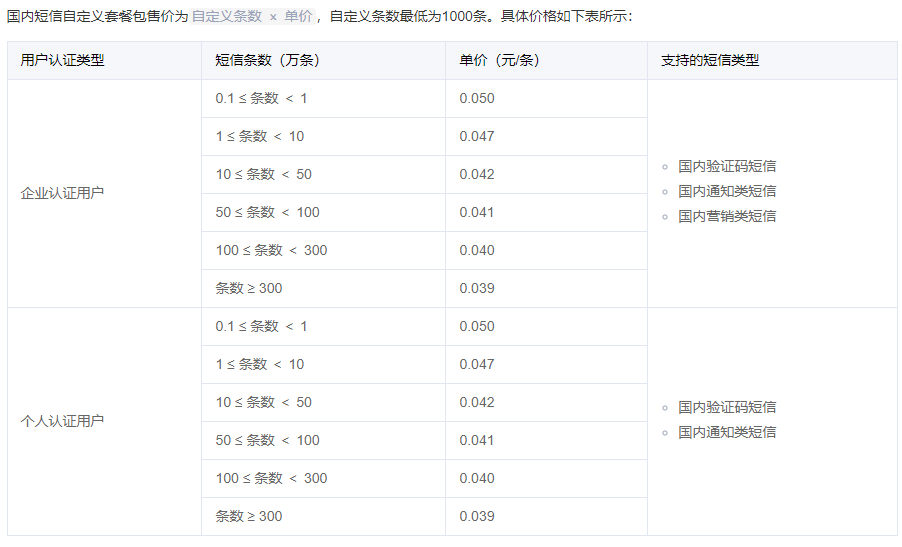 国内短信自定义套餐包售价为 自定义条数 × 单价，自定义条数最低为1000条。具体价格如下表所示：
用户认证类型 短信条数（万条） 单价（元/条） 支持的短信类型
企业认证用户
0.1 ≤ 条数 < 1 0.050
1 ≤ 条数 < 10 0.047
10 ≤ 条数 < 50 0.042
50 ≤ 条数 < 100 0.041
100 ≤ 条数 < 300 0.040
条数 ≥ 300 0.039
国内验证码短信
国内通知类短信
国内营销类短信
个人认证用户
0.1 ≤ 条数 < 1 0.050
1 ≤ 条数 < 10 0.047
10 ≤ 条数 < 50 0.042
50 ≤ 条数 < 100 0.041
100 ≤ 条数 < 300 0.040
条数 ≥ 300 0.039
国内验证码短信
国内通知类短信